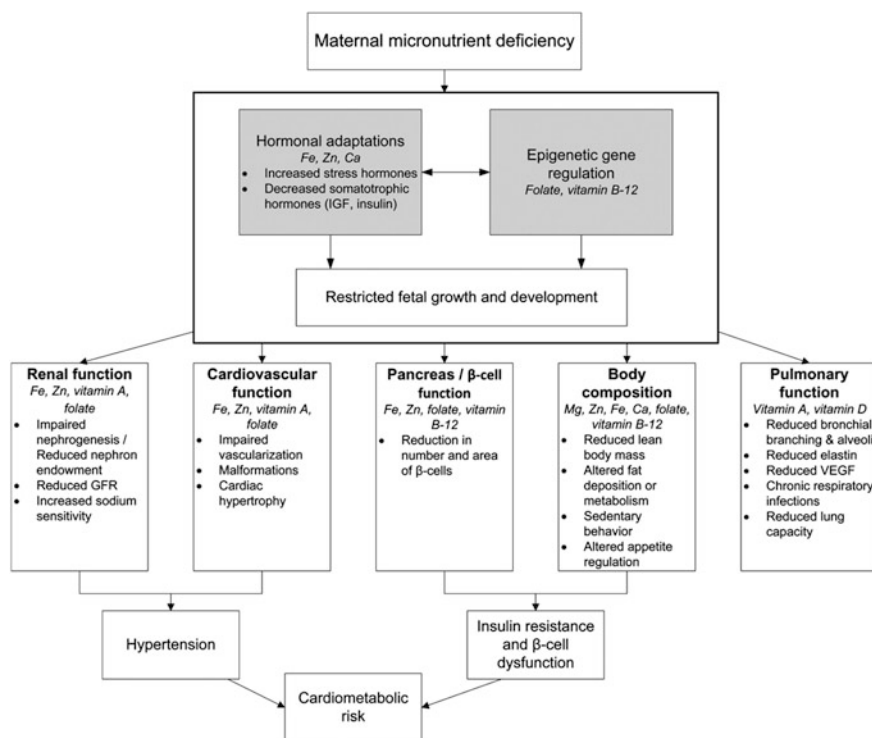 Maternal micronutrient deficiency
Hormonal adaptations
Fe, Zn, Ca
• Increased stress hormones
• Decreased somatotrophic
hormones (IGF, insulin)
Epigenetic gene
regulation
Folate, vitamin B-12
Restricted fetal growth and development
Renal function
Fe, Zn, vitamin A,
folate
• Impaired
nephrogenesis /
Reduced nephron
endowment
• Reduced GFR
• Increased sodium
sensitivity
Cardiovascular
function
Fe, Zn, vitamin A,
folate
• Impaired
vascularization
• Malformations
• Cardiac
hypertrophy
Pancreas / β-cell
function
Fe, Zn, folate, vitamin
B-12
• Reduction in
number and area
of β-cells
Body
composition
Mg, Zn, Fe, Ca, folate,
vitamin B-12
• Reduced lean
body mass
• Altered fat
deposition or
metabolism
• Sedentary
behavior
• Altered appetite
regulation
Pulmonary
function
Vitamin A, vitamin D
• Reduced bronchial
branching & alveoli
• Reduced elastin
• Reduced VEGF
• Chronic respiratory
infections
• Reduced lung
capacity
Hypertension
Insulin resistance
and β-cell
dysfunction
Cardiometabolic
risk